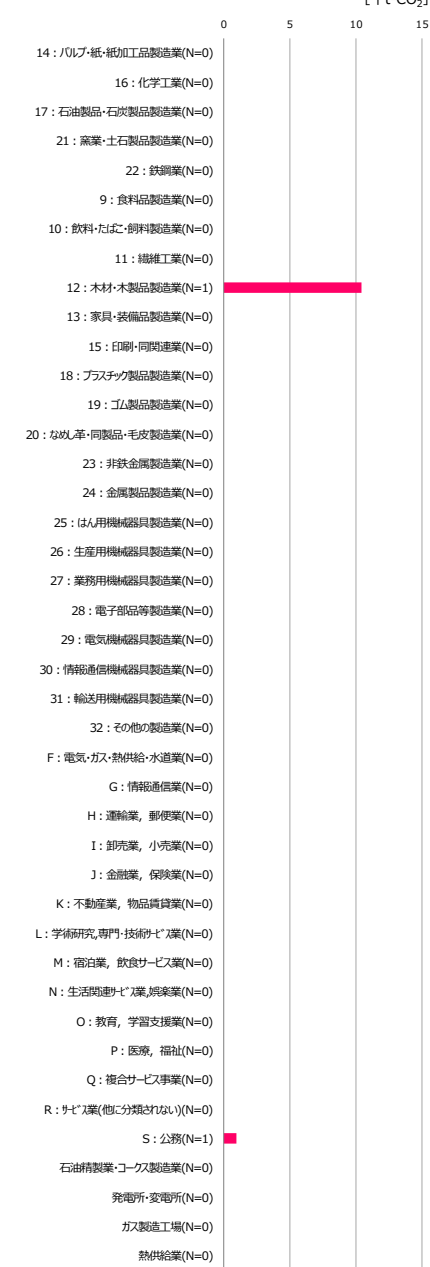 [千t-CO₂]
0 5 10 15
14：パルプ・紙・紙加工品製造業(N=0)
16：化学工業(N=0)
17：石油製品・石炭製品製造業(N=0)
21：窯業・土石製品製造業(N=0)
22：鉄鋼業(N=0)
9：食料品製造業(N=0)
10：飲料・たばこ・飼料製造業(N=0)
11：繊維工業(N=0)
12：木材・木製品製造業(N=1)
13：家具・装備品製造業(N=0)
15：印刷・同関連業(N=0)
18：プラスチック製品製造業(N=0)
19：ゴム製品製造業(N=0)
20：なめし革・同製品・毛皮製造業(N=0)
23：非鉄金属製造業(N=0)
24：金属製品製造業(N=0)
25：はん用機械器具製造業(N=0)
26：生産用機械器具製造業(N=0)
27：業務用機械器具製造業(N=0)
28：電子部品等製造業(N=0)
29：電気機械器具製造業(N=0)
30：情報通信機械器具製造業(N=0)
31：輸送用機械器具製造業(N=0)
32：その他の製造業(N=0)
F：電気・ガス・熱供給・水道業(N=0)
G：情報通信業(N=0)
H：運輸業，郵便業(N=0)
I：卸売業，小売業(N=0)
J：金融業，保険業(N=0)
K：不動産業，物品賃貸業(N=0)
L：学術研究,専門・技術ｻｰﾋﾞｽ業(N=0)
M：宿泊業，飲食サービス業(N=0)
N：生活関連ｻｰﾋﾞｽ業,娯楽業(N=0)
O：教育，学習支援業(N=0)
P：医療，福祉(N=0)
Q：複合サービス事業(N=0)
R：ｻｰﾋﾞｽ業(他に分類されない)(N=0)
S：公務(N=1)
石油精製業・コークス製造業(N=0)
発電所・変電所(N=0)
ガス製造工場(N=0)
熱供給業(N=0)